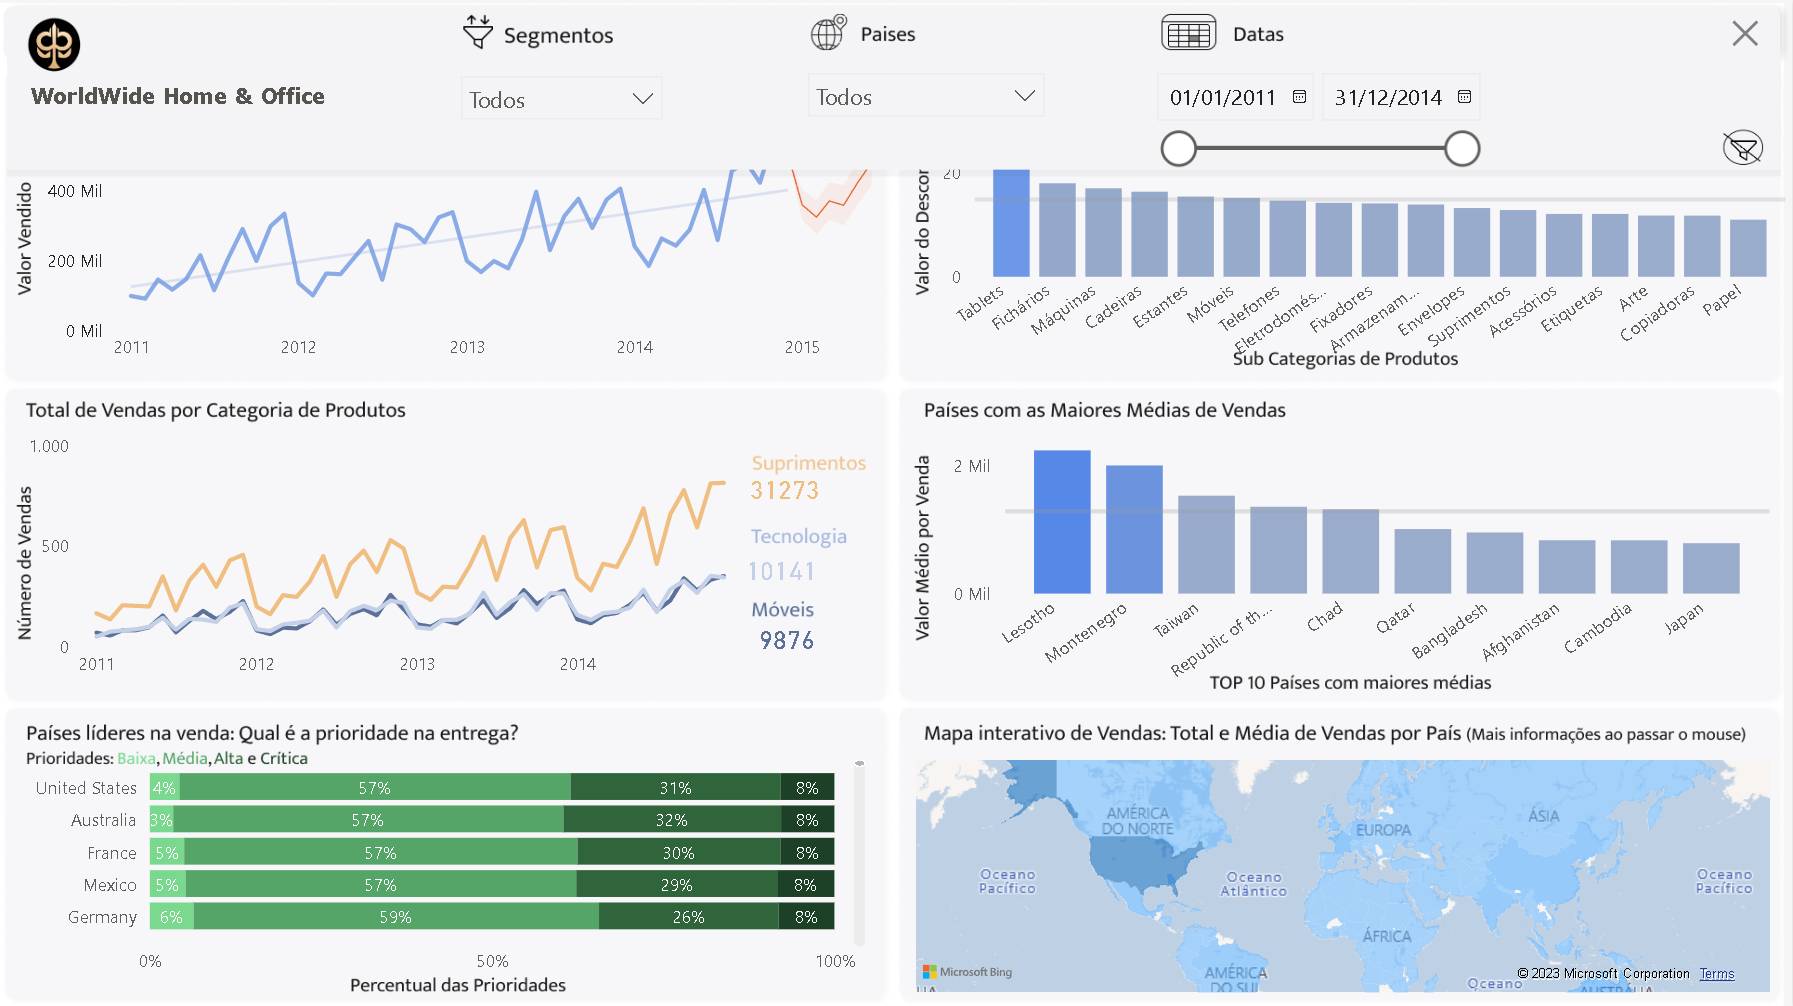 Segmentos
Paises
Datas
WorldWide Home & Office
Todos
Todos
01/01/2011
31/12/2014
Valor Vendido
400 Mil
200 Mil
0 Mil
2011
2012
2013
2014
2015
Valor do Descon
20
0
Tablets
Fichários
Máquinas
Cadeiras
Estantes
Móveis
Telefones
Eletrodomés...
Fixadores
Armazenam...
Envelopes
Suprimentos
Acessórios
Etiquetas
Arte
Copiadoras
Papel
Sub Categorias de Produtos
Total de Vendas por Categoria de Produtos
Número de Vendas
1.000
500
0
2011
2012
2013
2014
Suprimentos
31273
Tecnologia
10141
Móveis
9876
Países com as Maiores Médias de Vendas
Valor Médio por Venda
2 Mil
0 Mil
Lesotho
Montenegro
Taiwan
Republic of th...
Chad
Qatar
Bangladesh
Afghanistan
Cambodia
Japan
TOP 10 Países com maiores médias
Países líderes na venda: Qual é a prioridade na entrega?
Prioridades: Baixa, Média, Alta e Crítica
United States 4% 57% 31% 8%
Australia 3% 57% 32% 8%
France 5% 57% 30% 8%
Mexico 5% 57% 29% 8%
Germany 6% 59% 26% 8%
0% 50% 100%
Percentual das Prioridades
Mapa interativo de Vendas: Total e Média de Vendas por País (Mais informações ao passar o mouse)
AMÉRICA
DO NORTE
EUROPA
ÁSIA
Oceano
Pacífico
Oceano
Atlântico
Oceano
Pacífico
ÁFRICA
AMÉRICA
DO SUL
Oceano
AUSTRÁLIA
Microsoft Bing
© 2023 Microsoft Corporation Terms